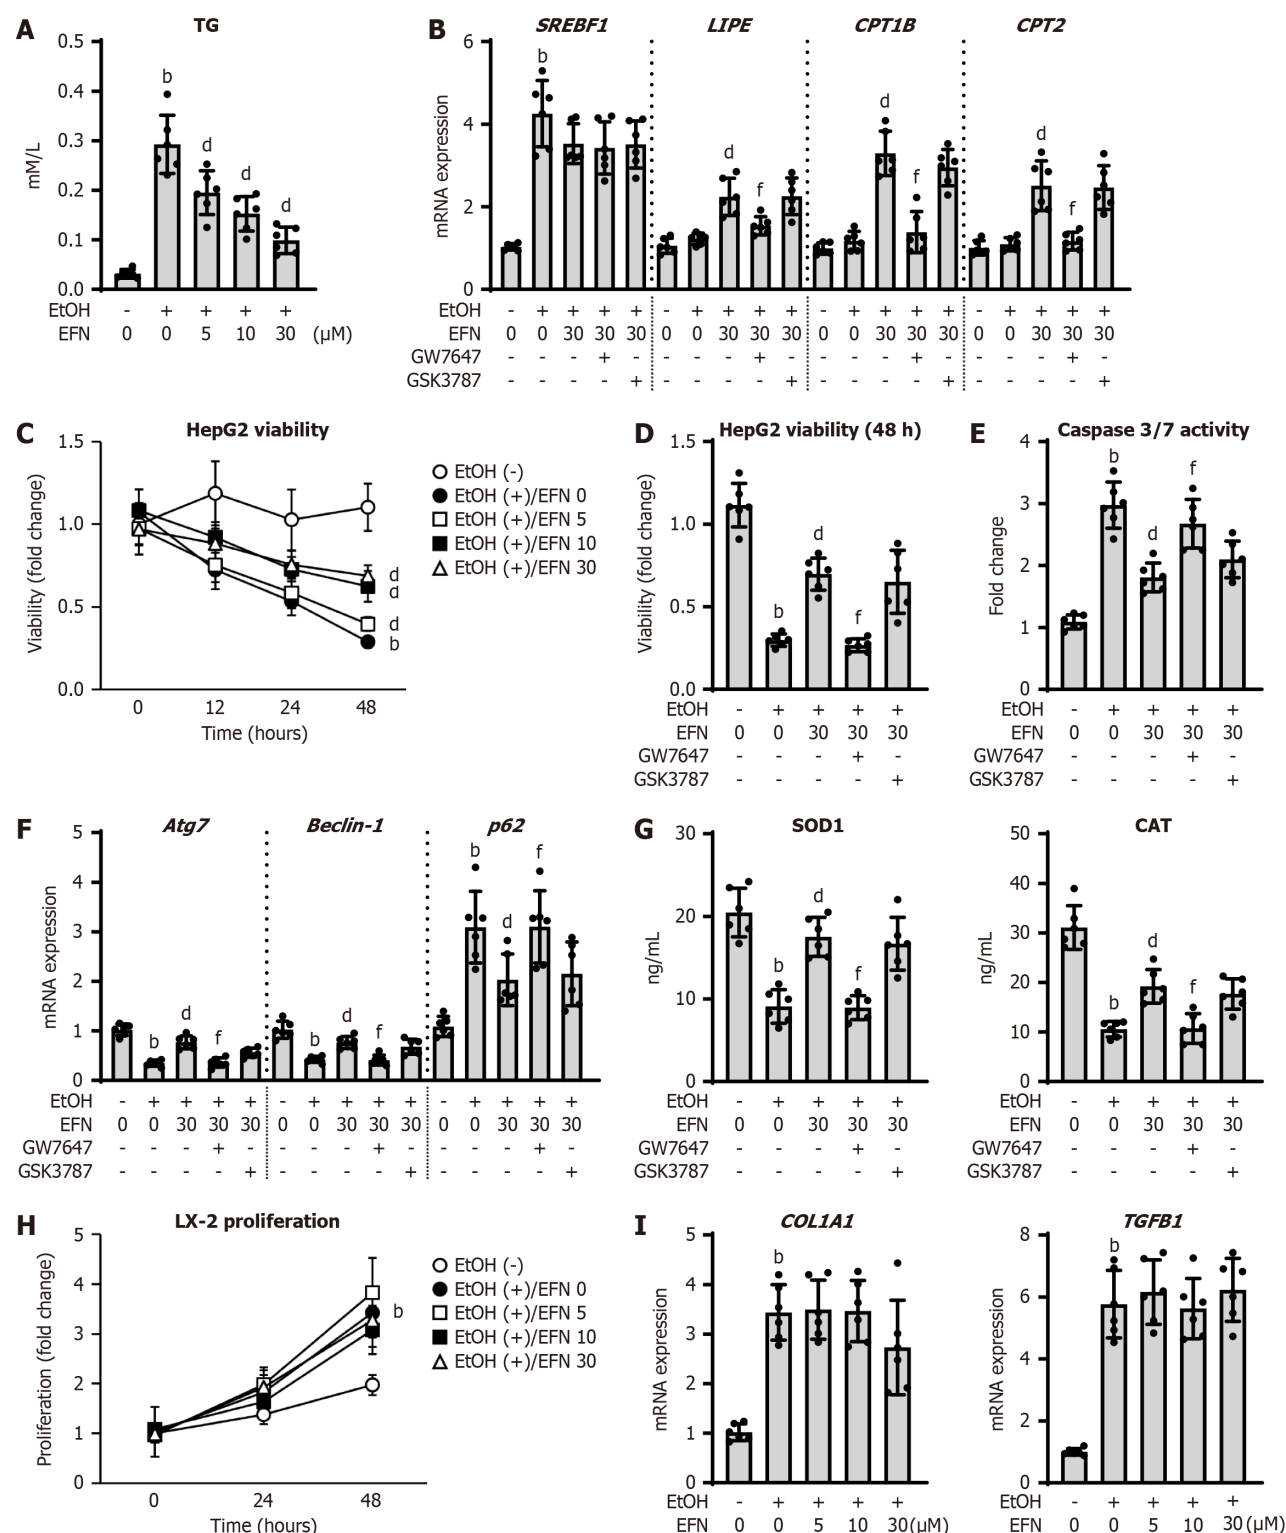 A
TG
0.5
0.4
0.3
0.2
0.1
0.0
mM/L
b
d
d
d
EtOH - + + + +
EFN 0 0 5 10 30 (μM)
B
SREBF1 LIPE CPT1B CPT2
6
4
2
0
mRNA expression
b
d
f
d
f
d
f
EtOH - + + + + - + + + + - + + + + - + + + +
EFN 0 0 30 30 30 0 0 30 30 30 0 0 30 30 30 0 0 30 30 30
GW7647 - - - + - - - - + - - - - + - - - - + -
GSK3787 - - - - + - - - - + - - - - + - - - - +
C
HepG2 viability
1.5
1.0
0.5
0.0
Viability (fold change)
d
d
d
b
0 12 24 48
Time (hours)
EtOH (-)
EtOH (+)/EFN 0
EtOH (+)/EFN 5
EtOH (+)/EFN 10
EtOH (+)/EFN 30
D
HepG2 viability (48 h)
1.5
1.0
0.5
0.0
Viability (fold change)
b
d
f
EtOH - + + + +
EFN 0 0 30 30 30
GW7647 - - - + -
GSK3787 - - - - +
E
Caspase 3/7 activity
4
3
2
1
0
Fold change
b
d
f
EtOH - + + + +
EFN 0 0 30 30 30
GW7647 - - - + -
GSK3787 - - - - +
F
Atg7 Beclin-1 p62
5
4
3
2
1
0
mRNA expression
b
d
f
b
d
f
b
d
f
EtOH - + + + + - + + + + - + + + +
EFN 0 0 30 30 30 0 0 30 30 30 0 0 30 30 30
GW7647 - - - + - - - - + - - - - + -
GSK3787 - - - - + - - - - + - - - - +
G
SOD1
30
20
10
0
ng/mL
b
d
f
EtOH - + + + +
EFN 0 0 30 30 30
GW7647 - - - + -
GSK3787 - - - - +
CAT
50
40
30
20
10
0
ng/mL
b
d
f
EtOH - + + + +
EFN 0 0 30 30 30
GW7647 - - - + -
GSK3787 - - - - +
H
LX-2 proliferation
5
4
3
2
1
0
Proliferation (fold change)
b
0 24 48
Time (hours)
EtOH (-)
EtOH (+)/EFN 0
EtOH (+)/EFN 5
EtOH (+)/EFN 10
EtOH (+)/EFN 30
I
COL1A1
5
4
3
2
1
0
mRNA expression
b
EtOH - + + + +
EFN 0 0 5 10 30 (μM)
TGFB1
8
6
4
2
0
mRNA expression
b
EtOH - + + + +
EFN 0 0 5 10 30 (μM)